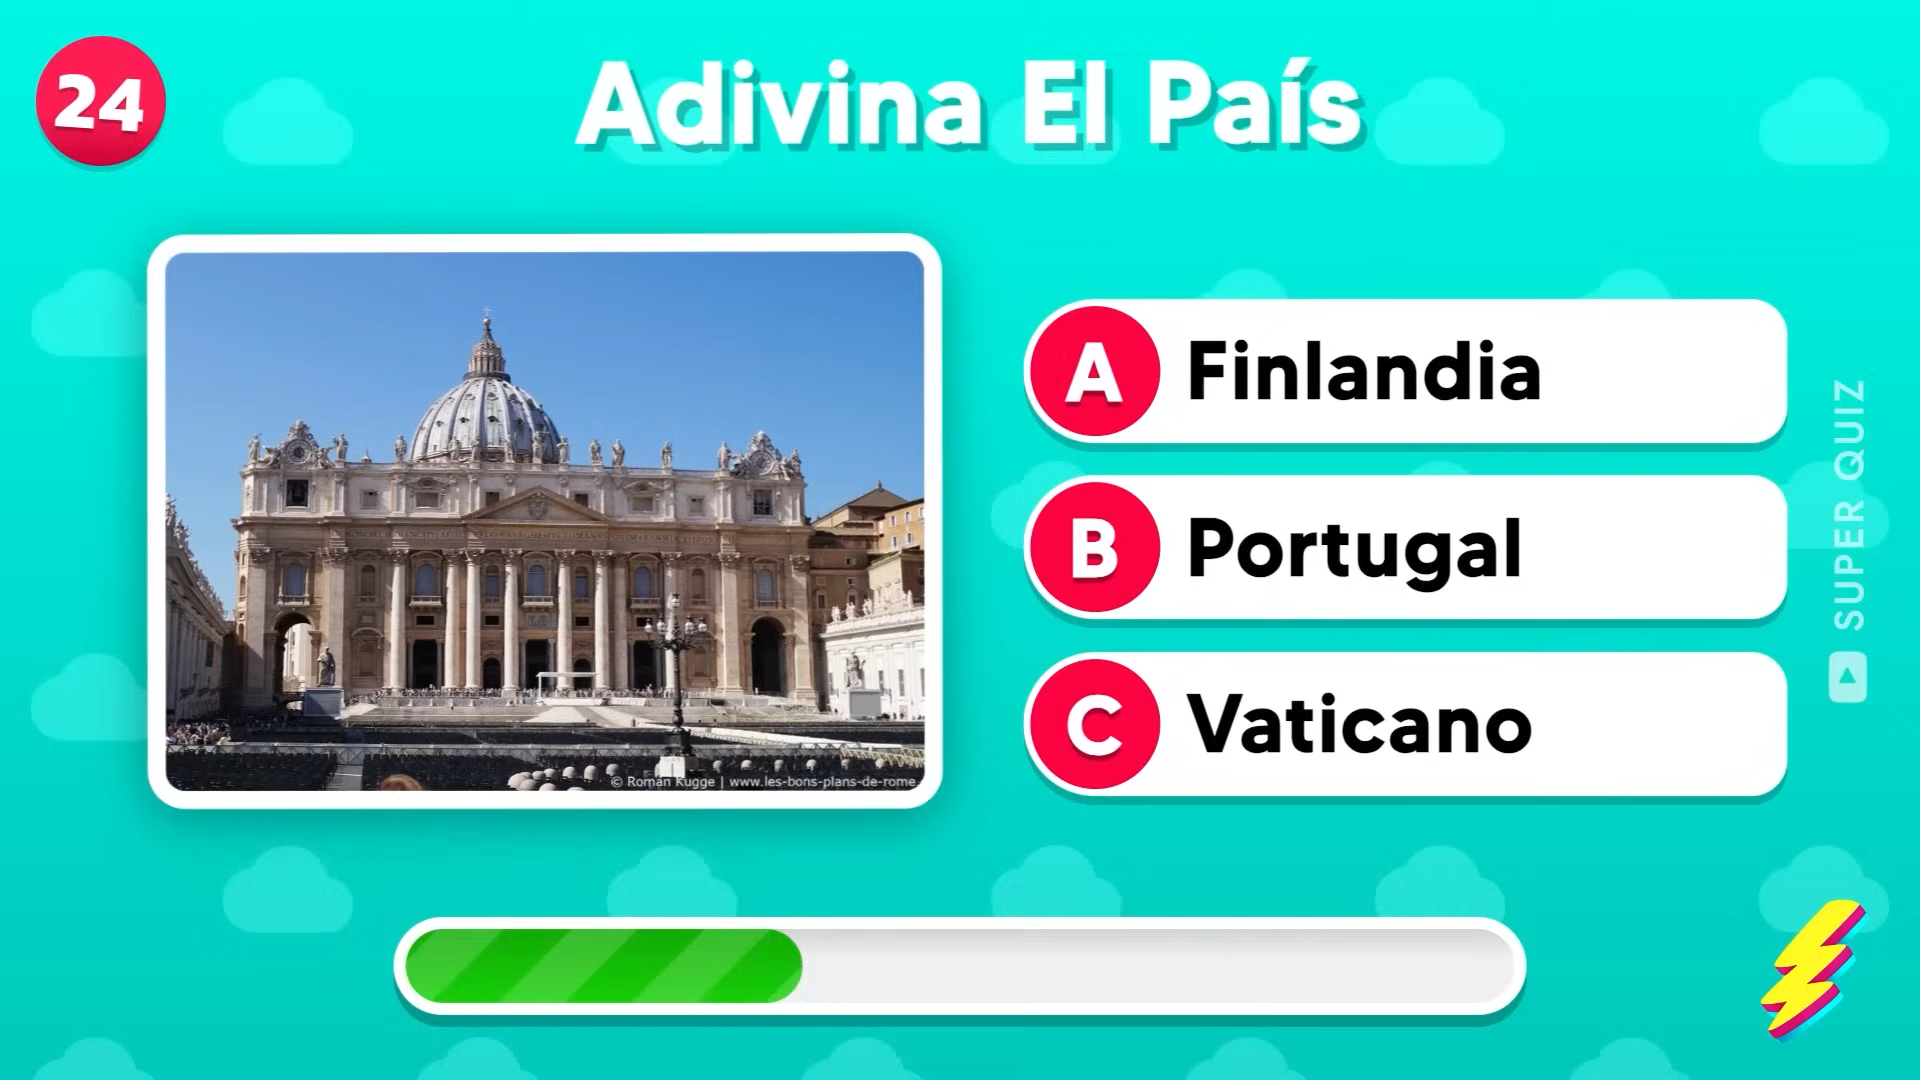 24
Adivina El País
A Finlandia
B Portugal
C Vaticano
SUPER QUIZ
© Roman Kugge | www.les-bons-plans-de-rome.